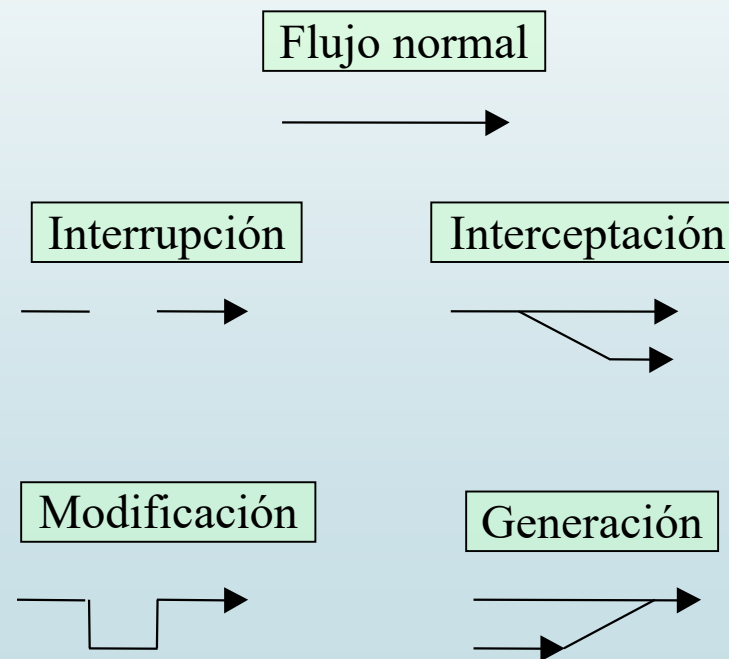 Flujo normal
Interrupción
Interceptación
Modificación
Generación